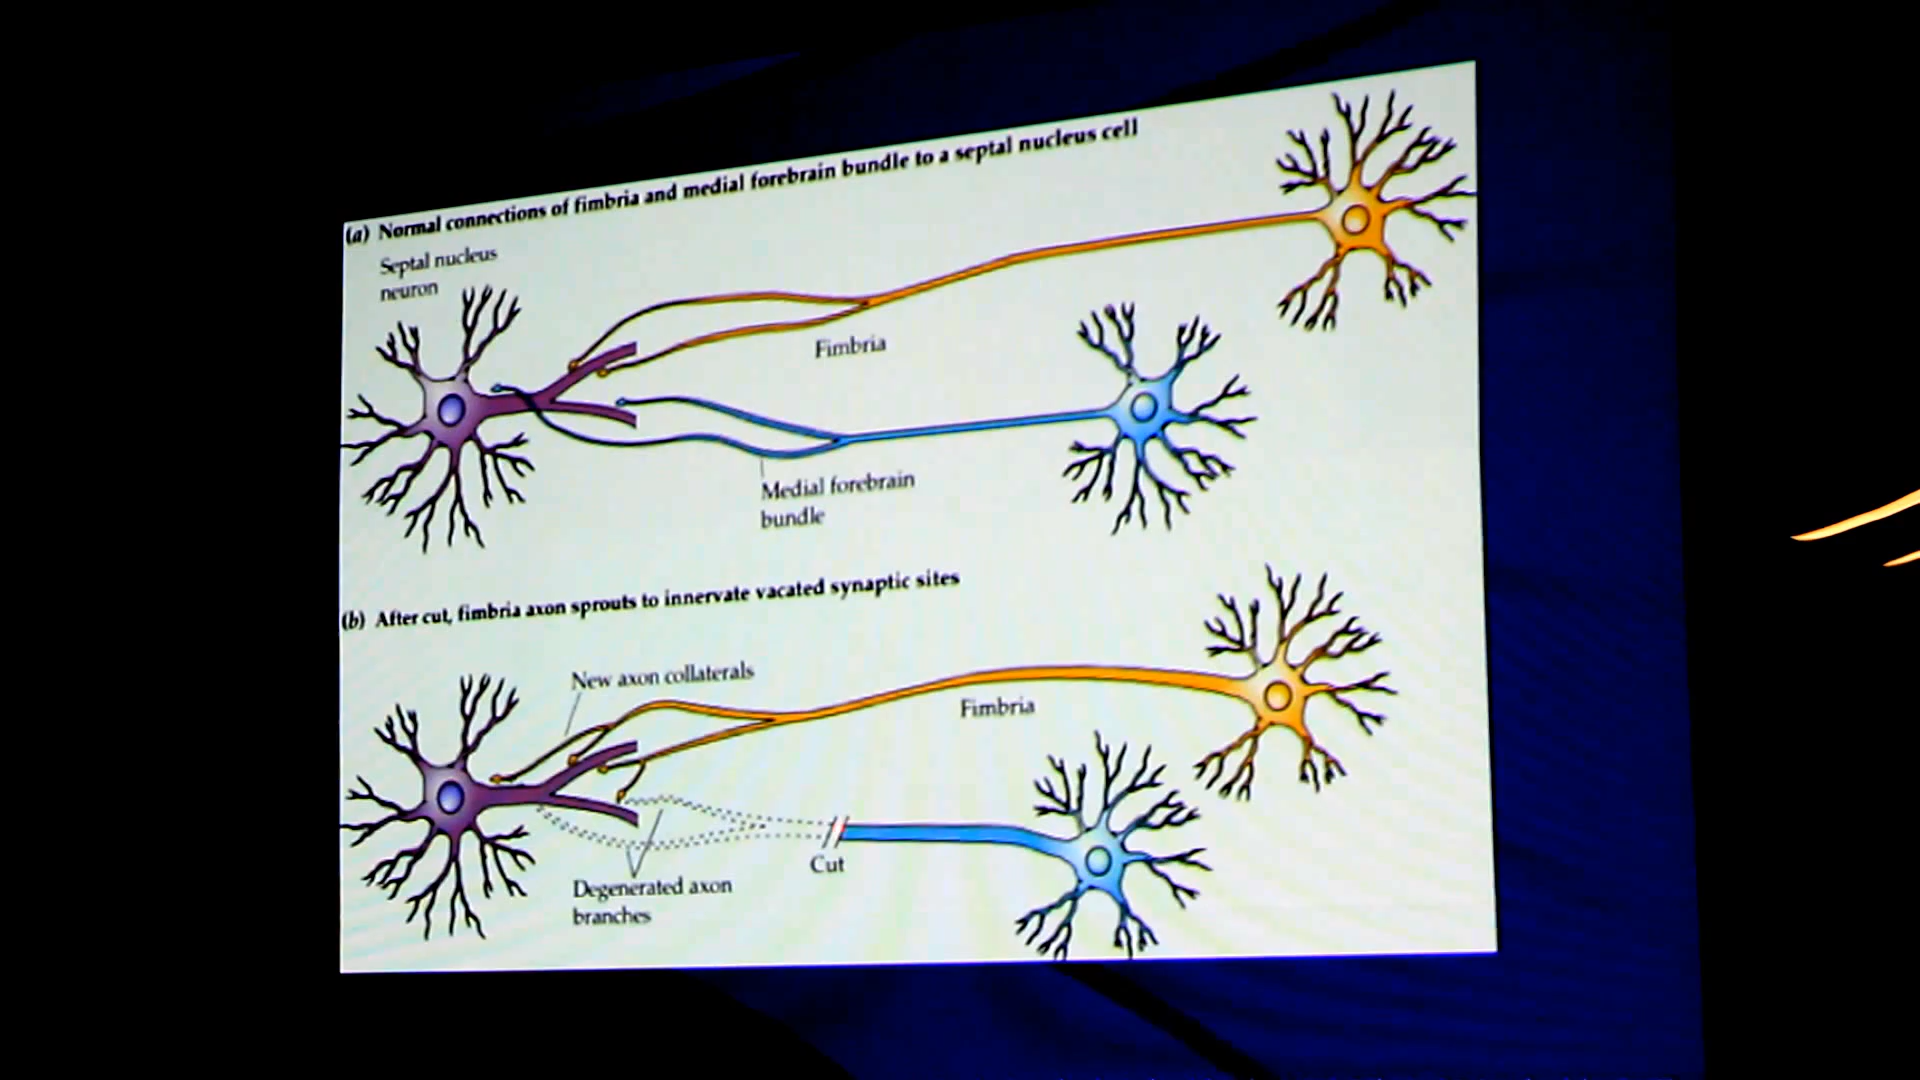 (a) Normal connections of fimbria and medial forebrain bundle to a septal nucleus cell
Septal nucleus
neuron
Fimbria
Medial forebrain
bundle
(b) After cut, fimbria axon sprouts to innervate vacated synaptic sites
New axon collaterals
Fimbria
Cut
Degenerated axon
branches